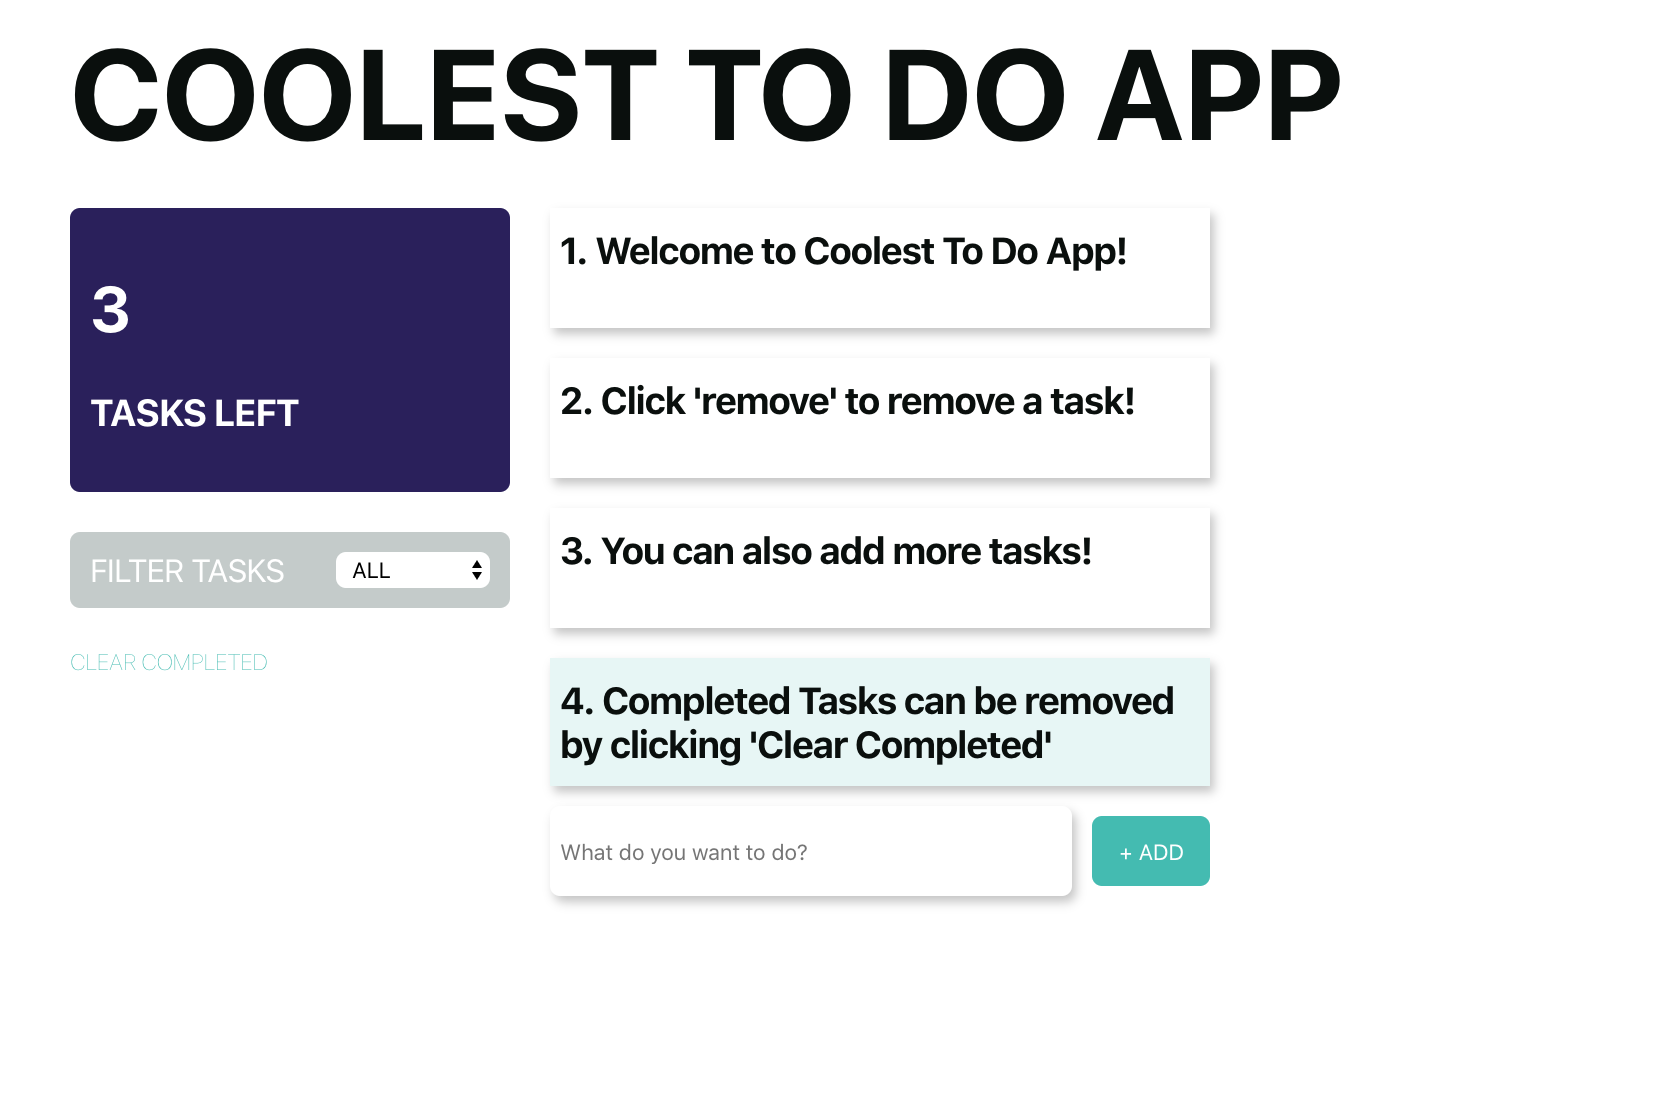 COOLEST TO DO APP
3
TASKS LEFT
FILTER TASKS
ALL
CLEAR COMPLETED
1. Welcome to Coolest To Do App!
2. Click 'remove' to remove a task!
3. You can also add more tasks!
4. Completed Tasks can be removed
by clicking 'Clear Completed'
What do you want to do?
+ ADD